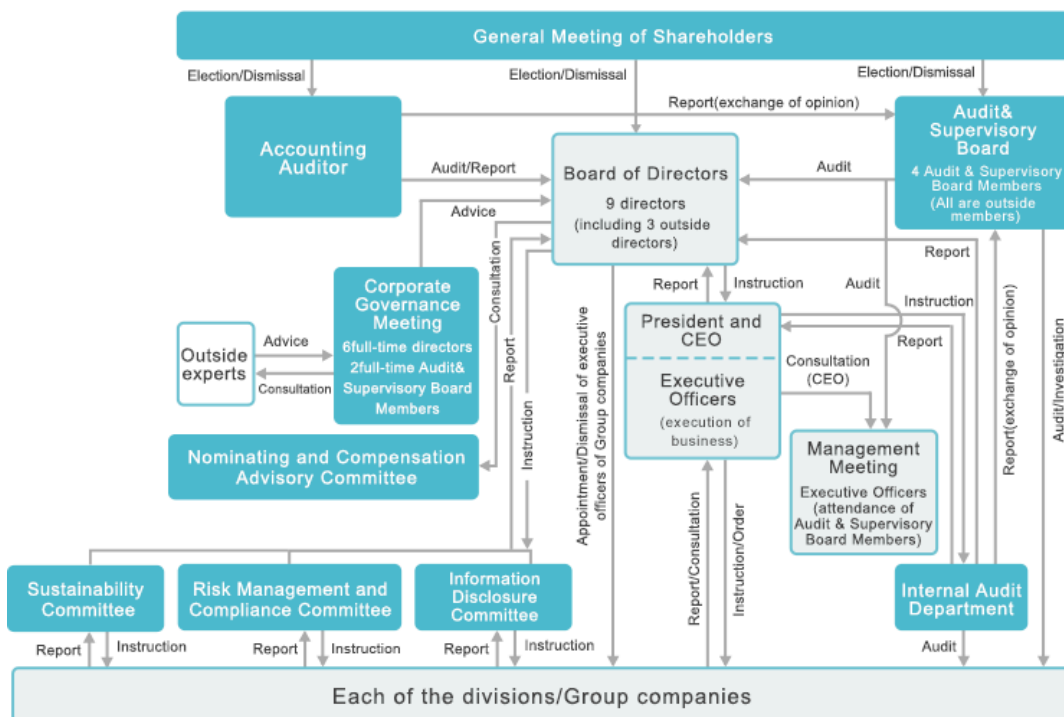 General Meeting of Shareholders
Election/Dismissal
Election/Dismissal
Election/Dismissal
Report(exchange of opinion)
Accounting
Auditor
Audit&
Supervisory
Board
4 Audit & Supervisory
Board Members
(All are outside
members)
Audit/Report
Board of Directors
9 directors
(including 3 outside
directors)
Audit
Advice
Consultation
Report
Corporate
Governance
Meeting
6full-time directors
2full-time Audit&
Supervisory Board
Members
Outside
experts
Advice
Consultation
Report
Instruction
Appointment/Dismissal of executive
officers of Group companies
Report
Instruction
Audit
Instruction
Report
President and
CEO
Executive
Officers
(execution of
business)
Consultation
(CEO)
Report(exchange of opinion)
Audit/Investigation
Nominating and Compensation
Advisory Committee
Management
Meeting
Executive Officers
(attendance of
Audit & Supervisory
Board Members)
Report/Consultation
Instruction/Order
Sustainability
Committee
Risk Management and
Compliance Committee
Information
Disclosure
Committee
Internal Audit
Department
Report
Instruction
Report
Instruction
Report
Instruction
Audit
Each of the divisions/Group companies